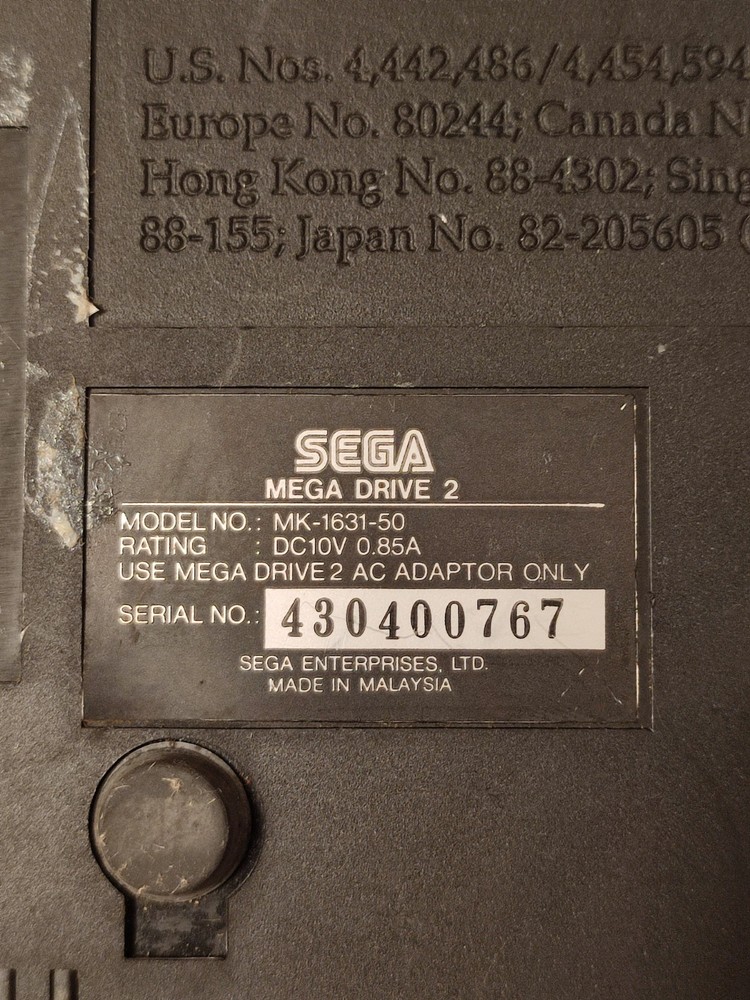 U.S. Nos. 4,442,486/4,454,594
Europe No. 80244; Canada N
Hong Kong No. 88-4302; Sing
88-155; Japan No. 82-205605 (
SEGA
MEGA DRIVE 2
MODEL NO.: MK-1631-50
RATING : DC10V 0.85A
USE MEGA DRIVE 2 AC ADAPTOR ONLY
SERIAL NO.: 430400767
SEGA ENTERPRISES, LTD.
MADE IN MALAYSIA